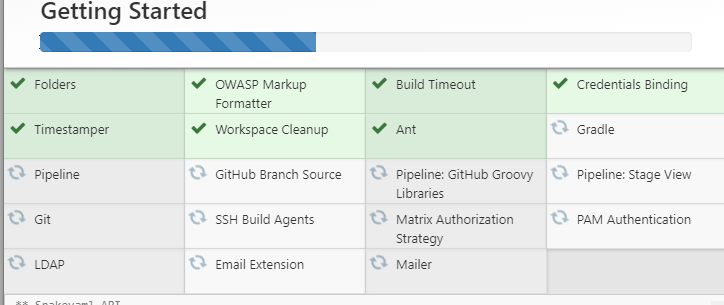 Getting Started
Folders
OWASP Markup
Formatter
Build Timeout
Credentials Binding
Timestamper
Workspace Cleanup
Ant
Gradle
Pipeline
GitHub Branch Source
Pipeline: GitHub Groovy
Libraries
Pipeline: Stage View
Git
SSH Build Agents
Matrix Authorization
Strategy
PAM Authentication
LDAP
Email Extension
Mailer
** Snakeyaml API